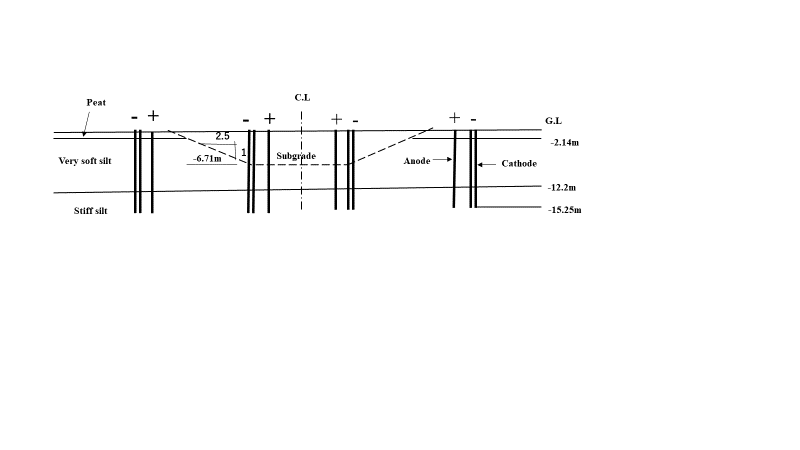 C.L
Peat
- +
- +
+ -
+ -
G.L
2.5
-2.14m
1
Very soft silt
-6.71m
Subgrade
Anode
Cathode
-12.2m
Stiff silt
-15.25m